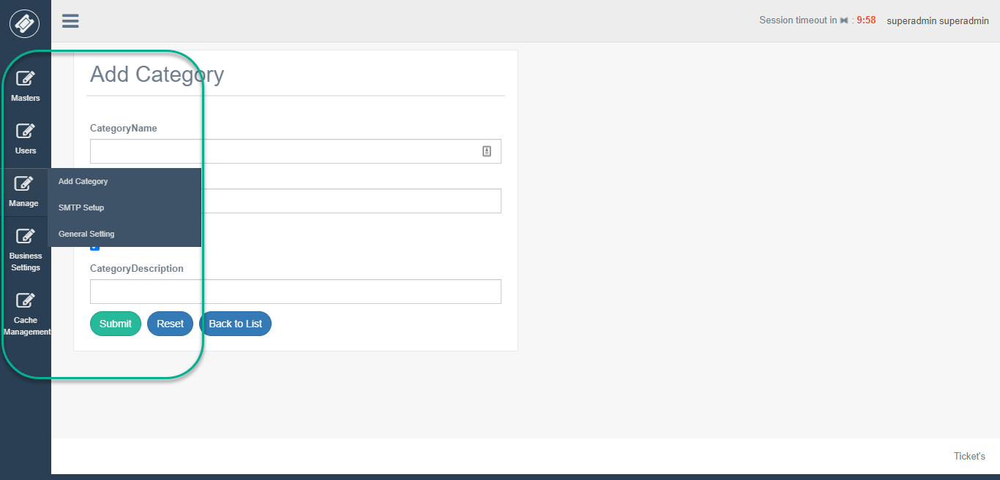 Session timeout in : 9:58
superadmin superadmin
Masters
Users
Manage
Business
Settings
Cache
Management
Add Category
SMTP Setup
General Setting
Add Category
CategoryName
CategoryDescription
Submit
Reset
Back to List
Ticket's